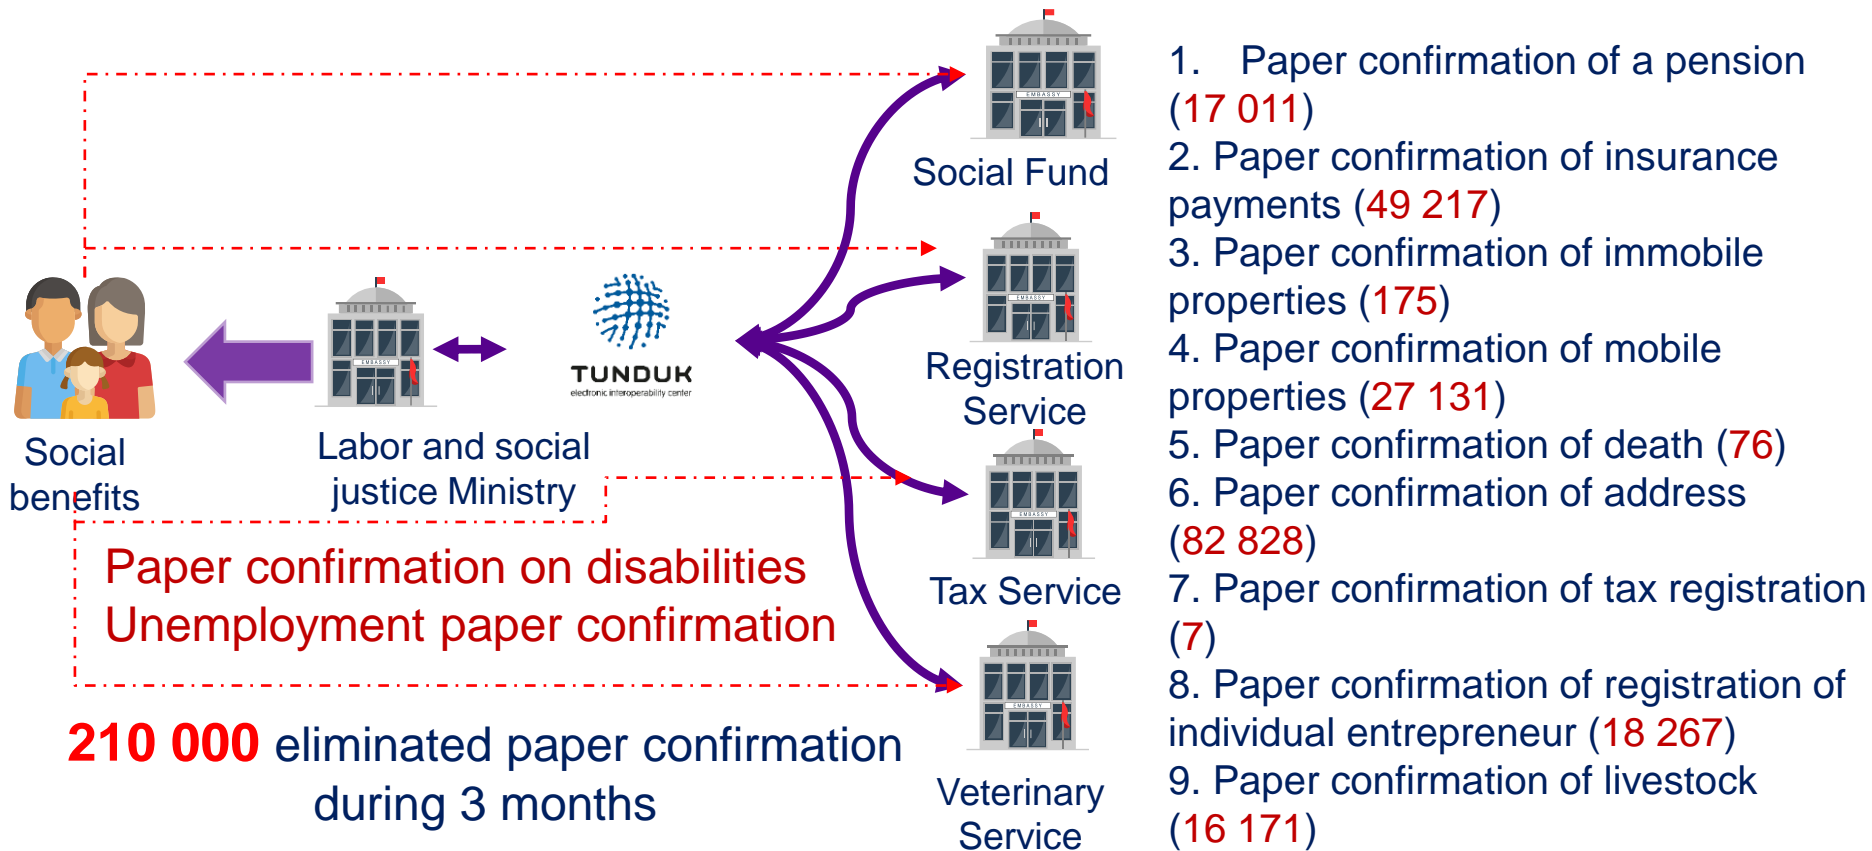 Social Fund
Registration
Service
Tax Service
Veterinary
Service
EMBASSY
EMBASSY
EMBASSY
EMBASSY
EMBASSY
TUNDUK
electronic interoperability center
Social
benefits
Labor and social
justice Ministry
Paper confirmation on disabilities
Unemployment paper confirmation
210 000 eliminated paper confirmation
during 3 months
1. Paper confirmation of a pension
(17 011)
2. Paper confirmation of insurance
payments (49 217)
3. Paper confirmation of immobile
properties (175)
4. Paper confirmation of mobile
properties (27 131)
5. Paper confirmation of death (76)
6. Paper confirmation of address
(82 828)
7. Paper confirmation of tax registration
(7)
8. Paper confirmation of registration of
individual entrepreneur (18 267)
9. Paper confirmation of livestock
(16 171)